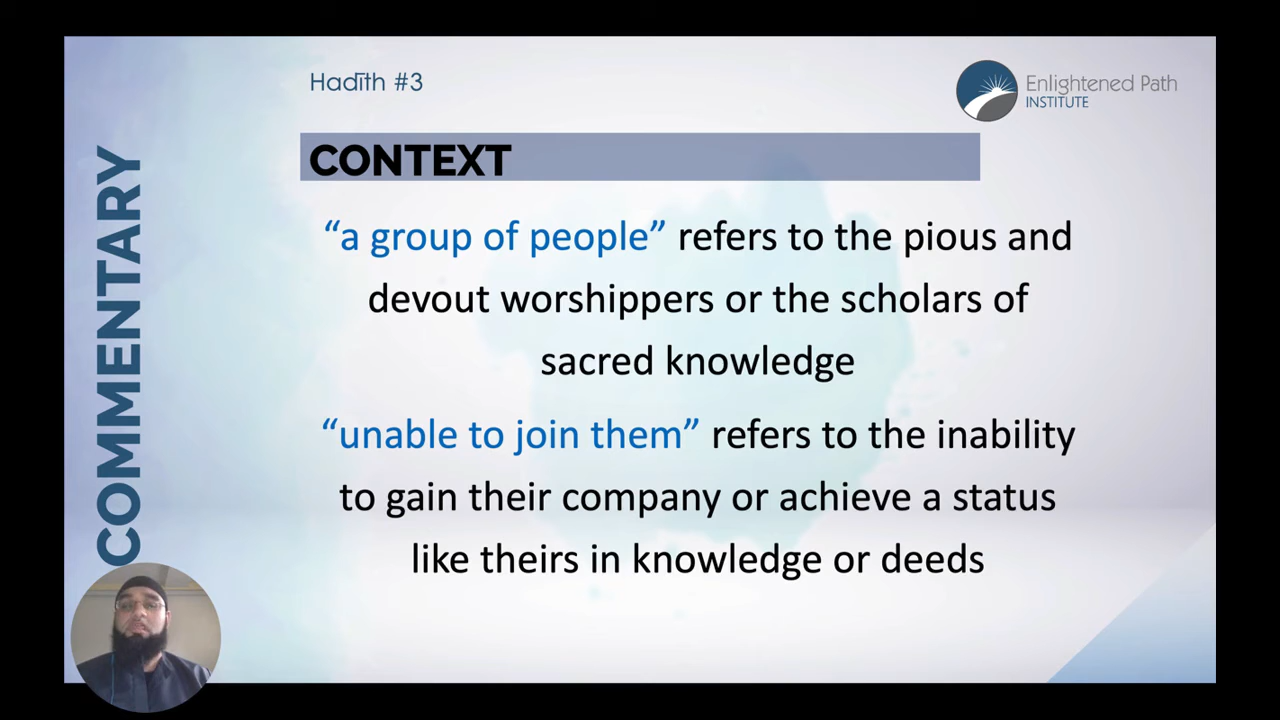 Hadīth #3
Enlightened Path
INSTITUTE
COMMENTARY
CONTEXT
“a group of people” refers to the pious and
devout worshippers or the scholars of
sacred knowledge
“unable to join them” refers to the inability
to gain their company or achieve a status
like theirs in knowledge or deeds